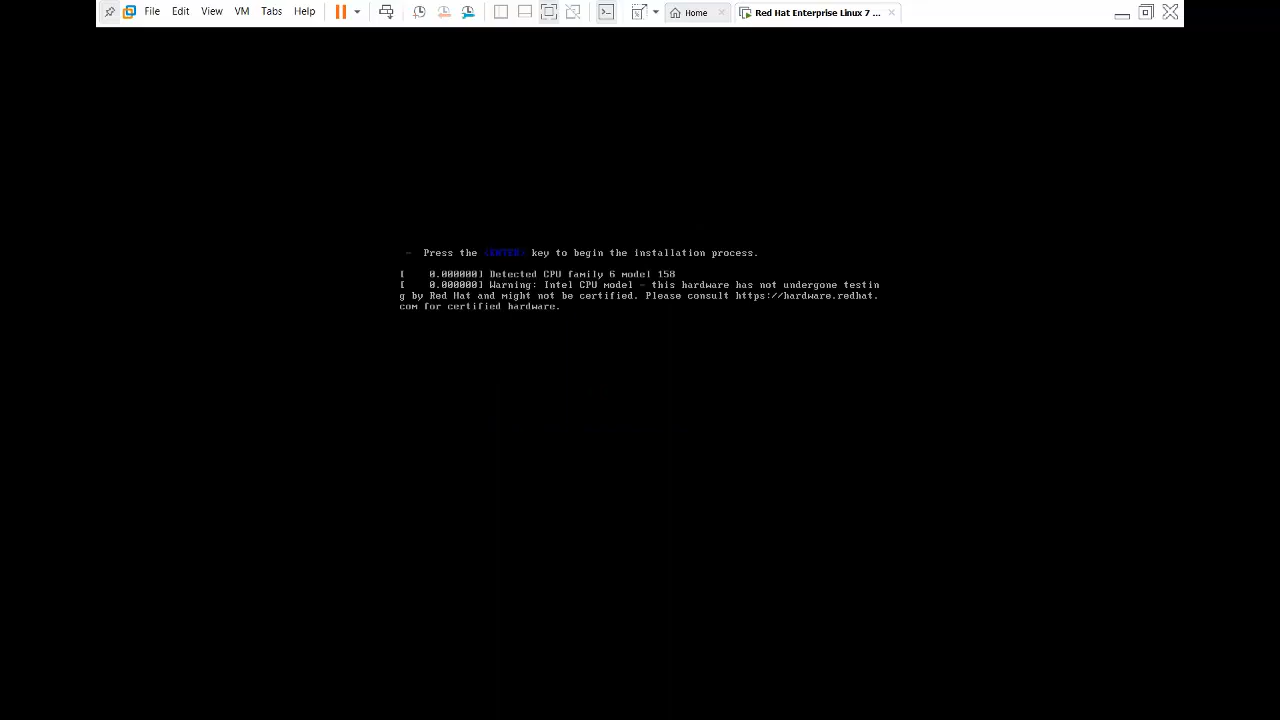 File Edit View VM Tabs Help Home Red Hat Enterprise Linux 7 ...
- Press the <ENTER> key to begin the installation process.
[    0.000000] Detected CPU family 6 model 158
[    0.000000] Warning: Intel CPU model - this hardware has not undergone testin
g by Red Hat and might not be certified. Please consult https://hardware.redhat.
com for certified hardware.